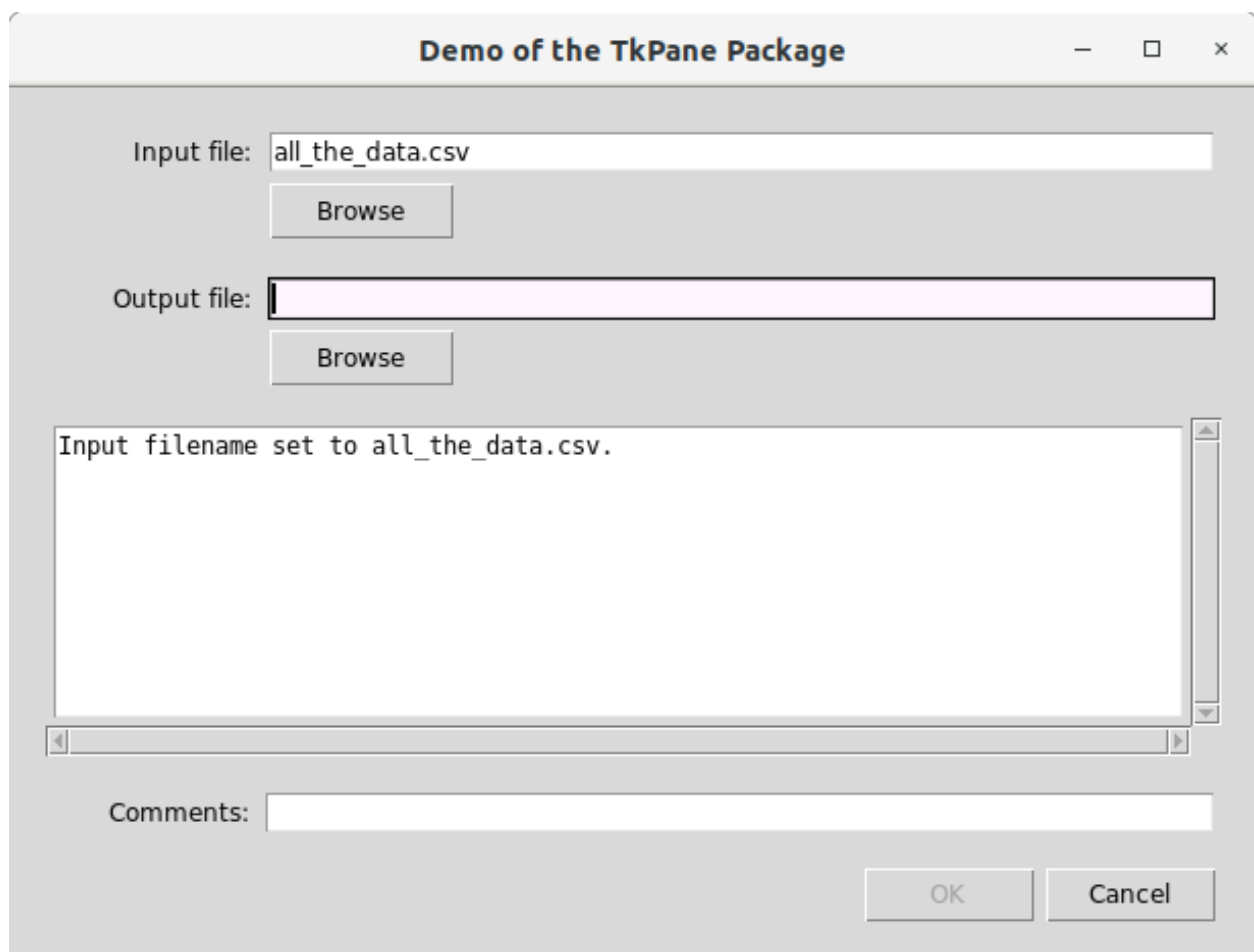 Demo of the TkPane Package
Input file: all_the_data.csv
Browse
Output file:
Browse
Input filename set to all_the_data.csv.
Comments:
OK Cancel